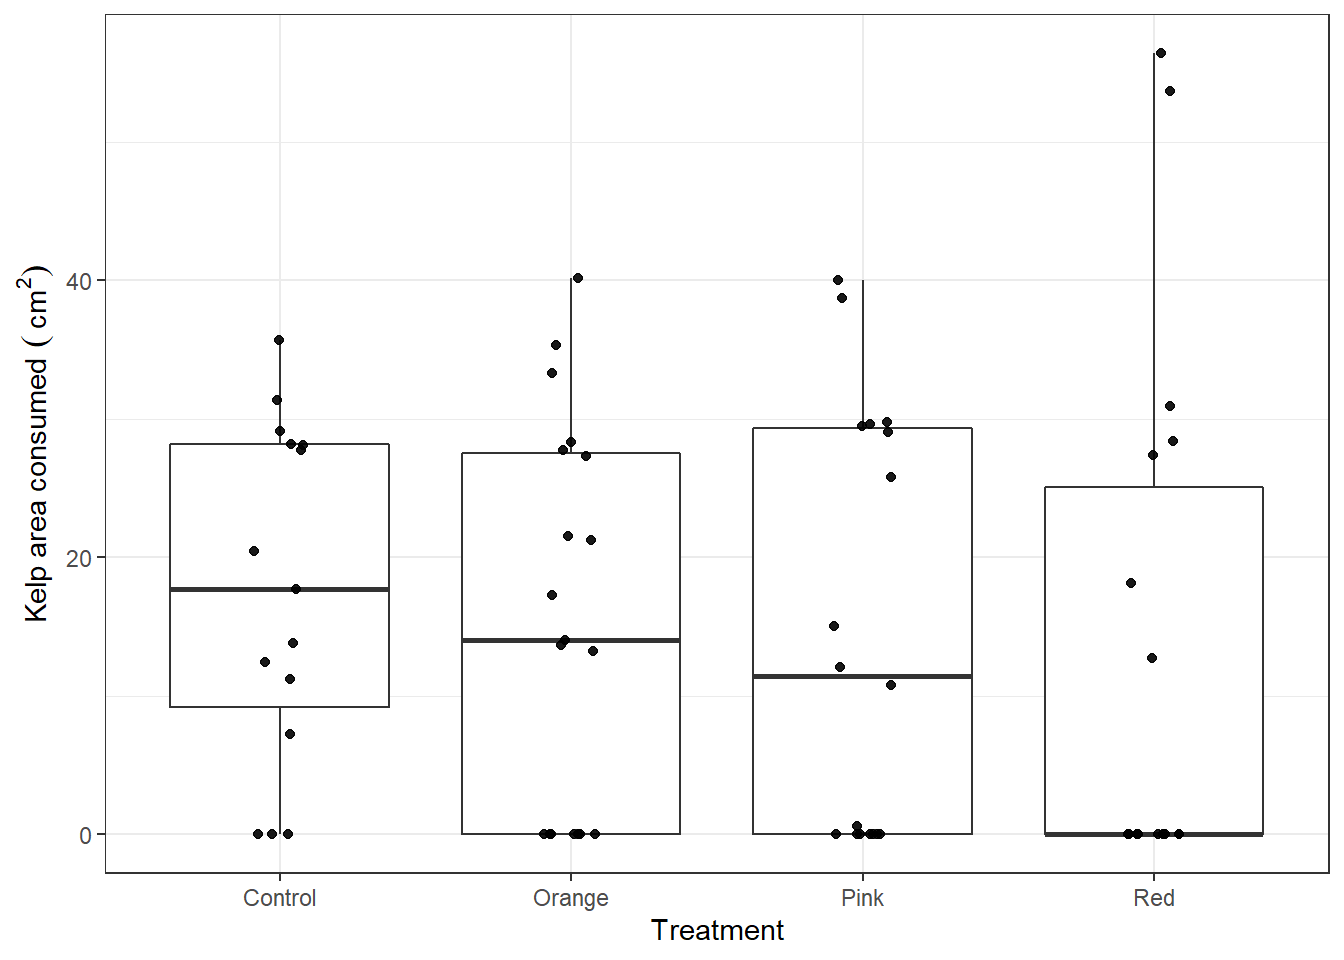 Kelp area consumed ( cm²)
40
20
0
Control Orange Pink Red
Treatment